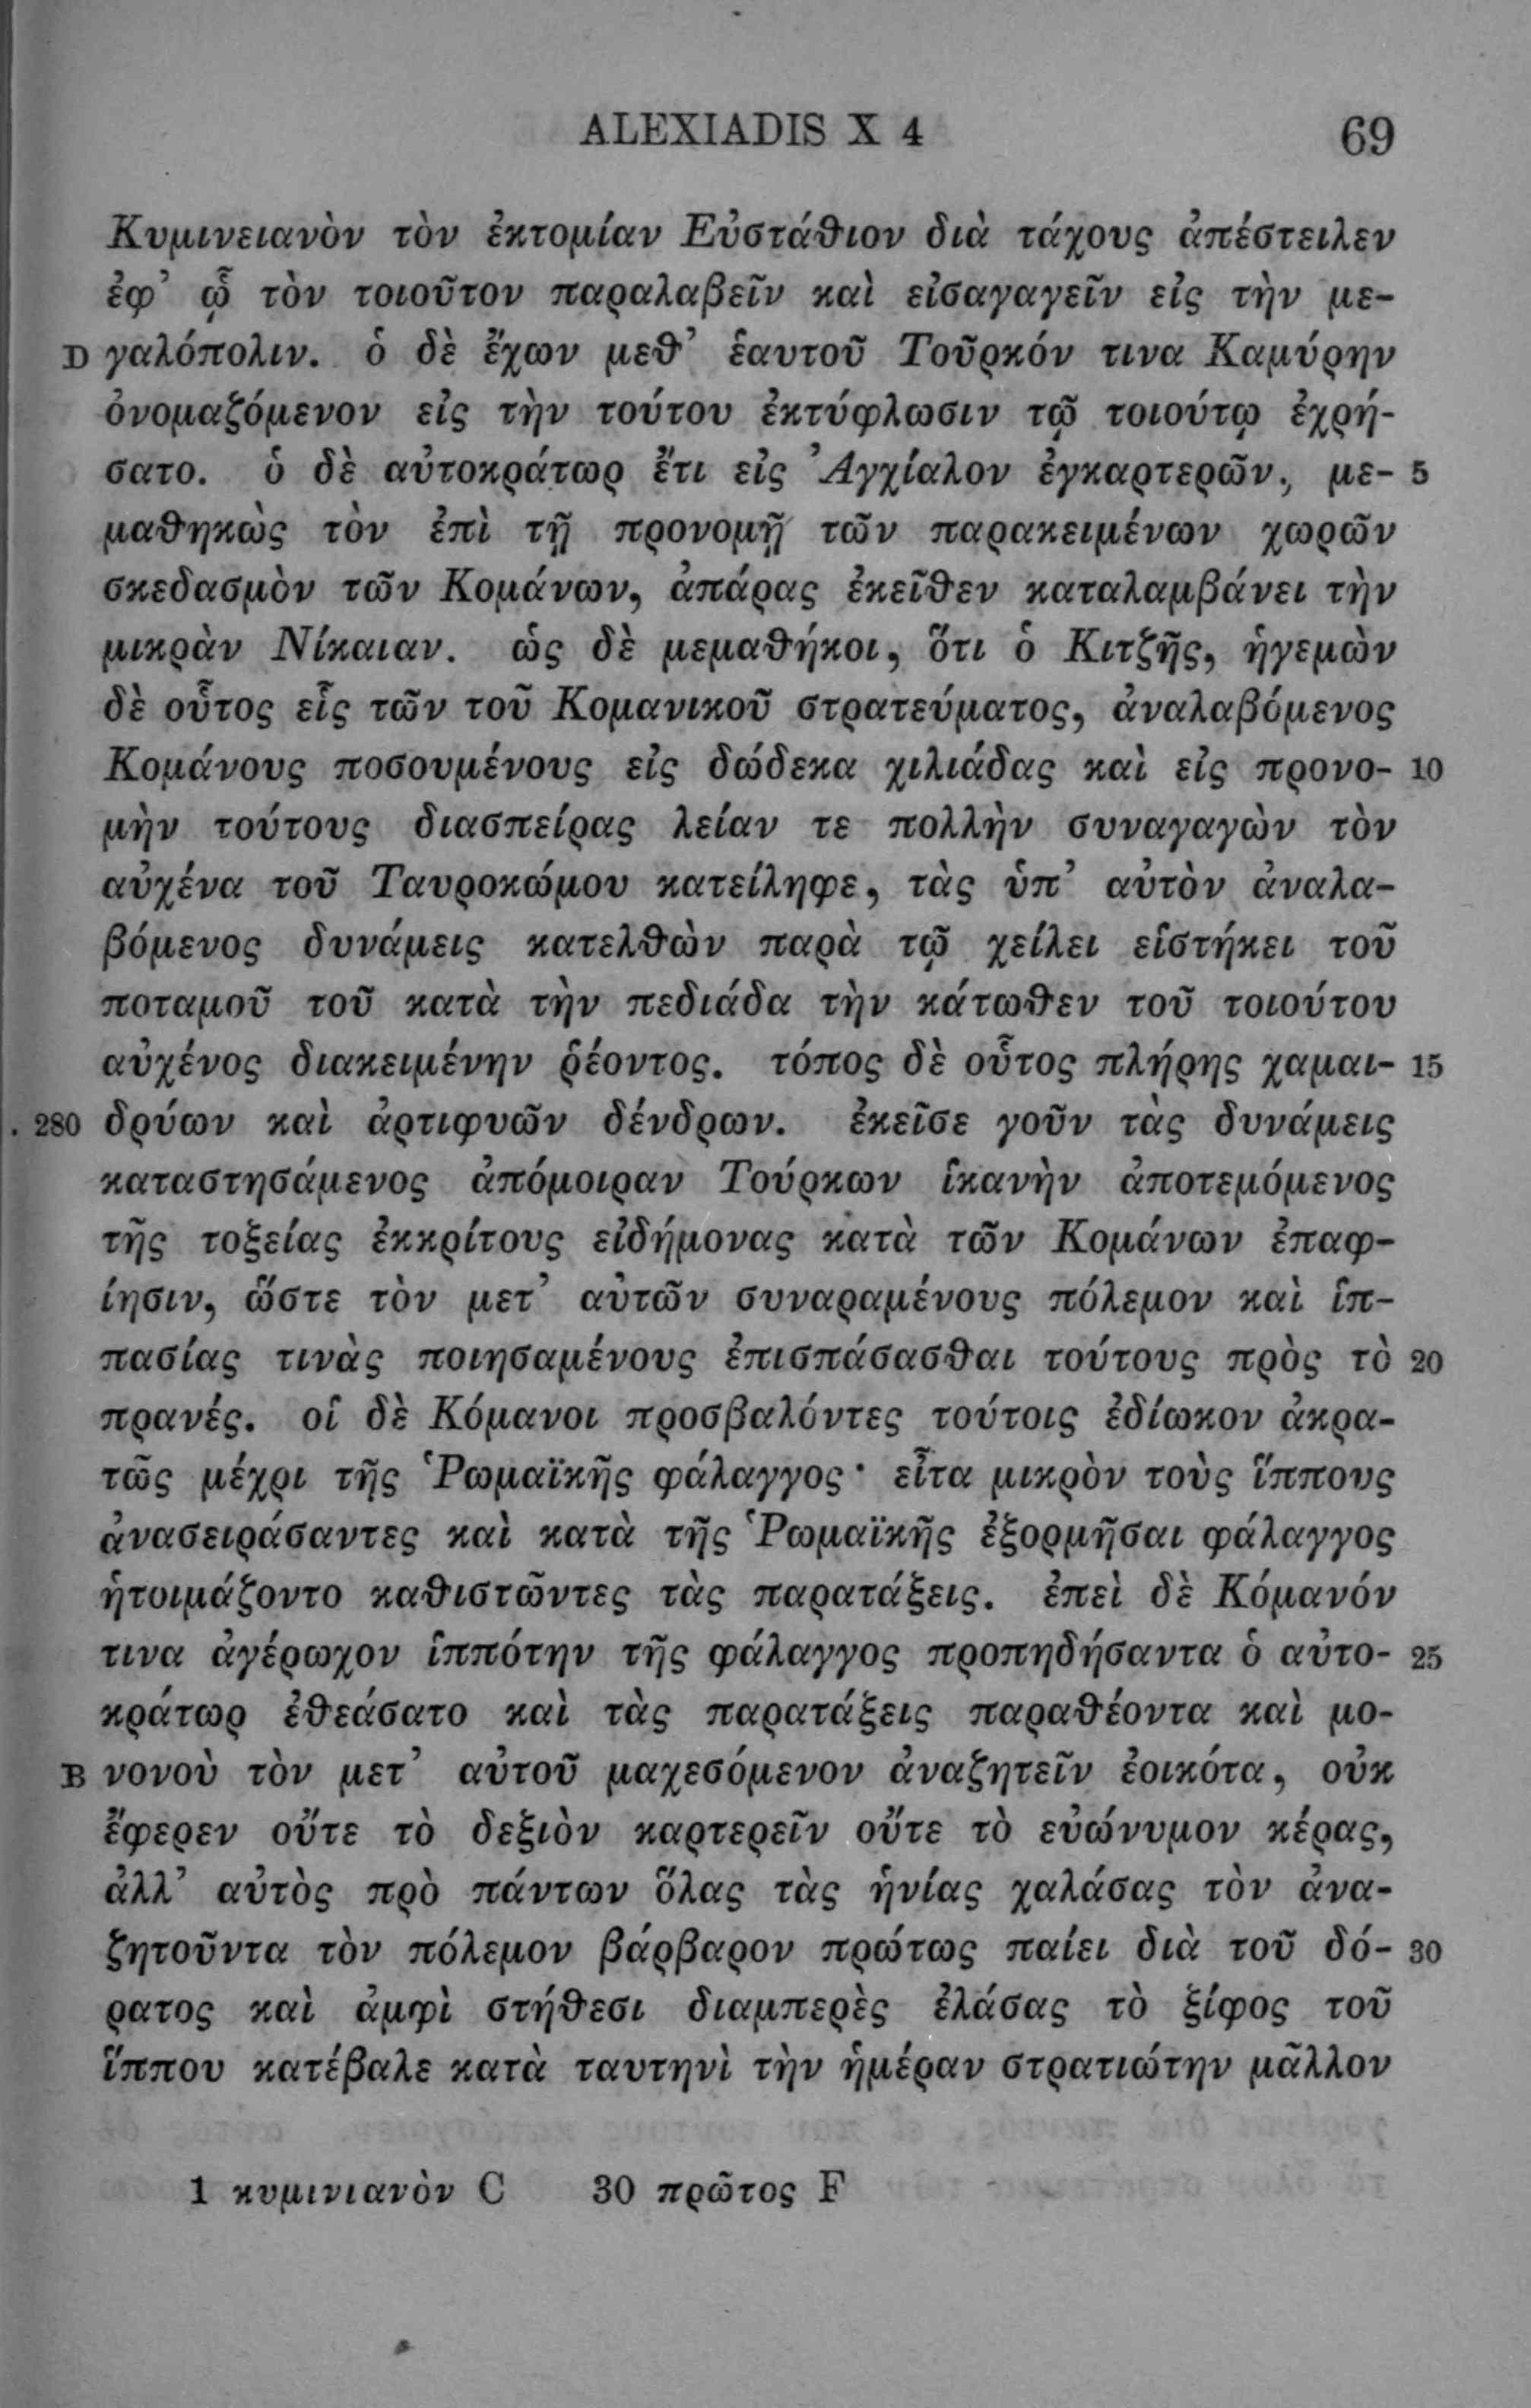 ALEXIADIS X 4 69
Κυμινειανὸν τὸν ἐκτομίαν Εὐστάθιον διὰ τάχους ἀπέστειλεν
ἐφ’ ᾧ τὸν τοιοῦτον παραλαβεῖν καὶ εἰσαγαγεῖν εἰς τὴν με-
D γαλόπολιν. ὁ δὲ ἔχων μεθ’ ἑαυτοῦ Τοῦρκόν τινα Καμύρην
ὀνομαζόμενον εἰς τὴν τούτου ἐκτύφλωσιν τῷ τοιούτῳ ἐχρή-
σατο. ὁ δὲ αὐτοκράτωρ ἔτι εἰς Ἀγχίαλον ἐγκαρτερῶν, με- 5
μαθηκὼς τὸν ἐπὶ τῇ προνομῇ τῶν παρακειμένων χωρῶν
σκεδασμὸν τῶν Κομάνων, ἀπάρας ἐκεῖθεν καταλαμβάνει τὴν
μικρὰν Νίκαιαν. ὡς δὲ μεμαθήκοι, ὅτι ὁ Κιτζῆς, ἡγεμὼν
δὲ οὗτος εἷς τῶν τοῦ Κομανικοῦ στρατεύματος, ἀναλαβόμενος
Κομάνους ποσουμένους εἰς δώδεκα χιλιάδας καὶ εἰς προνο- 10
μὴν τούτους διασπείρας λείαν τε πολλὴν συναγαγὼν τὸν
αὐχένα τοῦ Ταυροκώμου κατείληφε, τὰς ὑπ’ αὐτὸν ἀναλα-
βόμενος δυνάμεις κατελθὼν παρὰ τῷ χείλει εἱστήκει τοῦ
ποταμοῦ τοῦ κατὰ τὴν πεδιάδα τὴν κάτωθεν τοῦ τοιούτου
αὐχένος διακειμένην ῥέοντος. τόπος δὲ οὗτος πλήρης χαμαι- 15
. 280 δρύων καὶ ἀρτιφυῶν δένδρων. ἐκεῖσε γοῦν τὰς δυνάμεις
καταστησάμενος ἀπόμοιραν Τούρκων ἱκανὴν ἀποτεμόμενος
τῆς τοξείας ἐκκρίτους εἰδήμονας κατὰ τῶν Κομάνων ἐπαφ-
ίησιν, ὥστε τὸν μετ’ αὐτῶν συναραμένους πόλεμον καὶ ἱπ-
πασίας τινὰς ποιησαμένους ἐπισπάσασθαι τούτους πρὸς τὸ 20
πρανές. οἱ δὲ Κόμανοι προσβαλόντες τούτοις ἐδίωκον ἀκρα-
τῶς μέχρι τῆς Ῥωμαϊκῆς φάλαγγος· εἶτα μικρὸν τοὺς ἵππους
ἀνασειράσαντες καὶ κατὰ τῆς Ῥωμαϊκῆς ἐξορμῆσαι φάλαγγος
ἡτοιμάζοντο καθιστῶντες τὰς παρατάξεις. ἐπεὶ δὲ Κόμανόν
τινα ἀγέρωχον ἱππότην τῆς φάλαγγος προπηδήσαντα ὁ αὐτο- 25
κράτωρ ἐθεάσατο καὶ τὰς παρατάξεις παραθέοντα καὶ μο-
B νονοὺ τὸν μετ’ αὐτοῦ μαχεσόμενον ἀναζητεῖν ἐοικότα, οὐκ
ἔφερεν οὔτε τὸ δεξιὸν καρτερεῖν οὔτε τὸ εὐώνυμον κέρας,
ἀλλ’ αὐτὸς πρὸ πάντων ὅλας τὰς ἡνίας χαλάσας τὸν ἀνα-
ζητοῦντα τὸν πόλεμον βάρβαρον πρώτως παίει διὰ τοῦ δό- 30
ρατος καὶ ἀμφὶ στήθεσι διαμπερὲς ἐλάσας τὸ ξίφος τοῦ
ἵππου κατέβαλε κατὰ ταυτηνὶ τὴν ἡμέραν στρατιώτην μᾶλλον
1 κυμινιανὸν C 30 πρῶτος F